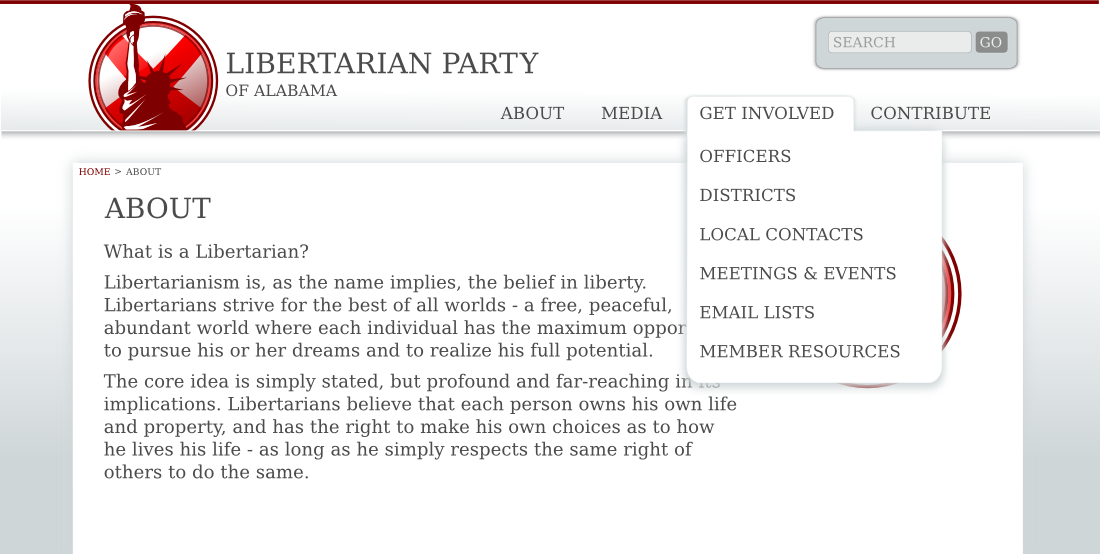 LIBERTARIAN PARTY
OF ALABAMA
SEARCH
GO
ABOUT
MEDIA
GET INVOLVED
CONTRIBUTE
OFFICERS
DISTRICTS
LOCAL CONTACTS
MEETINGS & EVENTS
EMAIL LISTS
MEMBER RESOURCES
HOME > ABOUT
ABOUT
What is a Libertarian?
Libertarianism is, as the name implies, the belief in liberty.
Libertarians strive for the best of all worlds - a free, peaceful,
abundant world where each individual has the maximum oppor
to pursue his or her dreams and to realize his full potential.
The core idea is simply stated, but profound and far-reaching in its
implications. Libertarians believe that each person owns his own life
and property, and has the right to make his own choices as to how
he lives his life - as long as he simply respects the same right of
others to do the same.